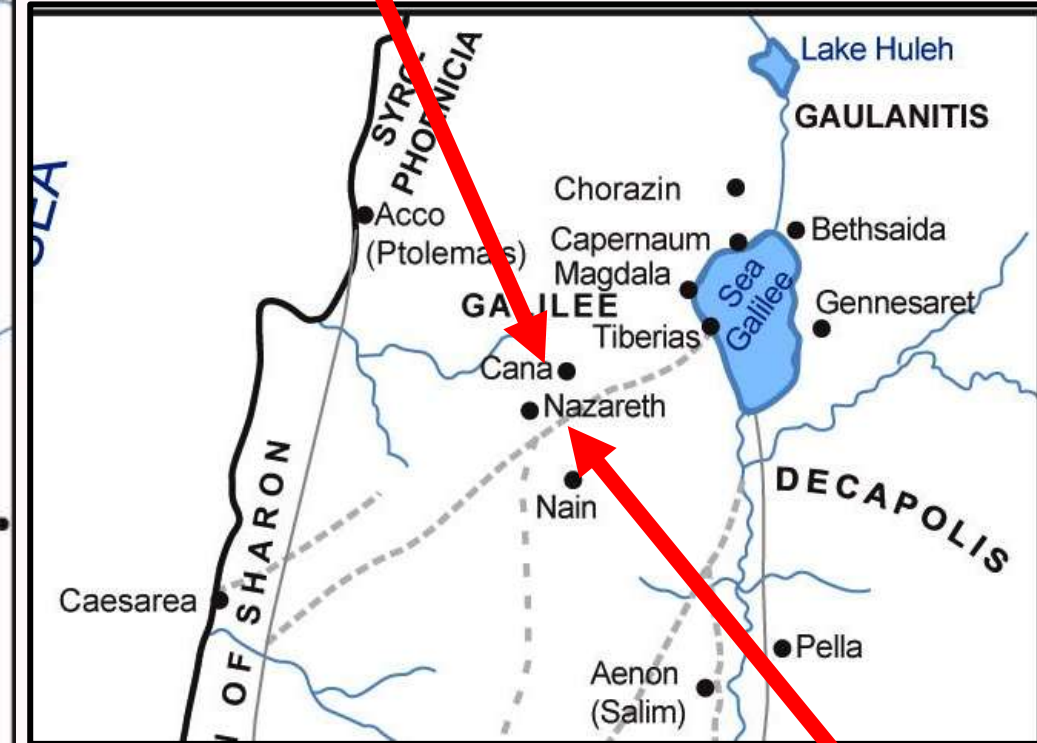 Lake Huleh
SYRO-
PHOENICIA
GAULANITIS
Chorazin
Acco
(Ptolemais)
Bethsaida
Capernaum
Magdala
Sea
Galilee
GALILEE
Gennesaret
Tiberias
Cana
Nazareth
Nain
DECAPOLIS
OF SHARON
Caesarea
Pella
Aenon
(Salim)